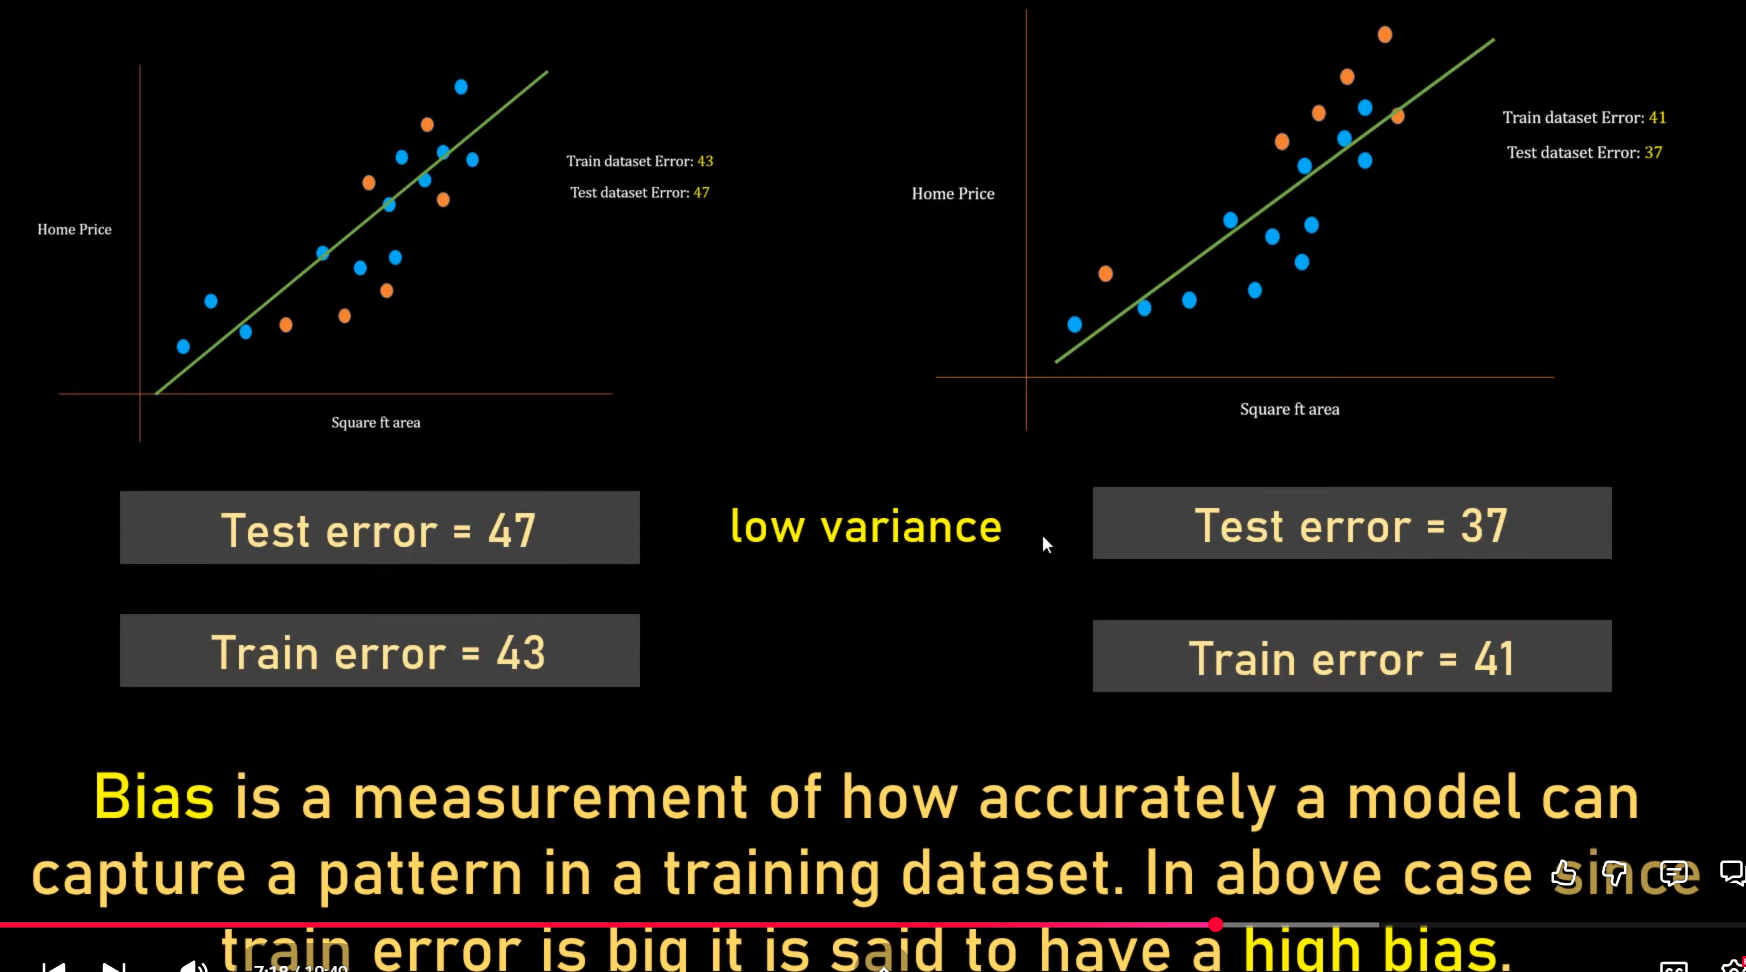 Home Price
Train dataset Error: 43
Test dataset Error: 47
Square ft area
Home Price
Train dataset Error: 41
Test dataset Error: 37
Square ft area
Test error = 47
low variance
Test error = 37
Train error = 43
Train error = 41
Bias is a measurement of how accurately a model can
capture a pattern in a training dataset. In above case since
train error is big it is said to have a high bias.
7:18 / 10:40